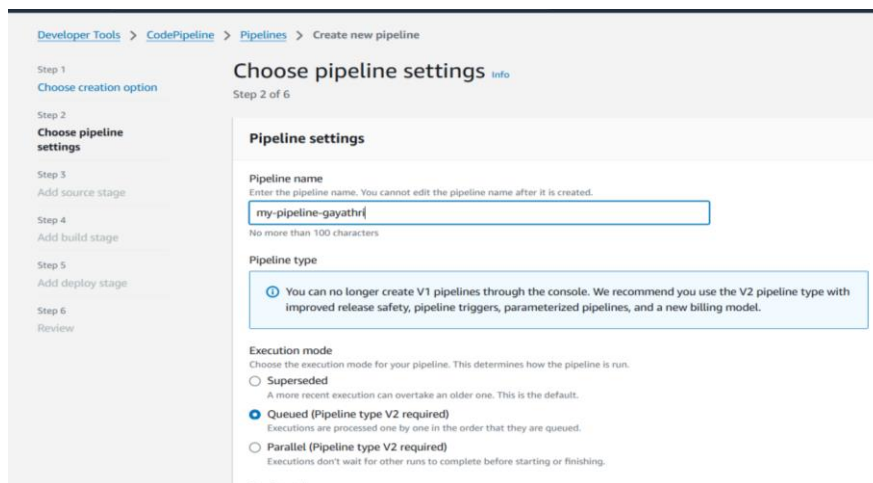 Developer Tools > CodePipeline > Pipelines > Create new pipeline
Step 1
Choose creation option
Step 2
Choose pipeline
settings
Step 3
Add source stage
Step 4
Add build stage
Step 5
Add deploy stage
Step 6
Review
Choose pipeline settings Info
Step 2 of 6
Pipeline settings
Pipeline name
Enter the pipeline name. You cannot edit the pipeline name after it is created.
my-pipeline-gayathri
No more than 100 characters
Pipeline type
You can no longer create V1 pipelines through the console. We recommend you use the V2 pipeline type with
improved release safety, pipeline triggers, parameterized pipelines, and a new billing model.
Execution mode
Choose the execution mode for your pipeline. This determines how the pipeline is run.
Superseded
A more recent execution can overtake an older one. This is the default.
Queued (Pipeline type V2 required)
Executions are processed one by one in the order that they are queued.
Parallel (Pipeline type V2 required)
Executions don't wait for other runs to complete before starting or finishing.